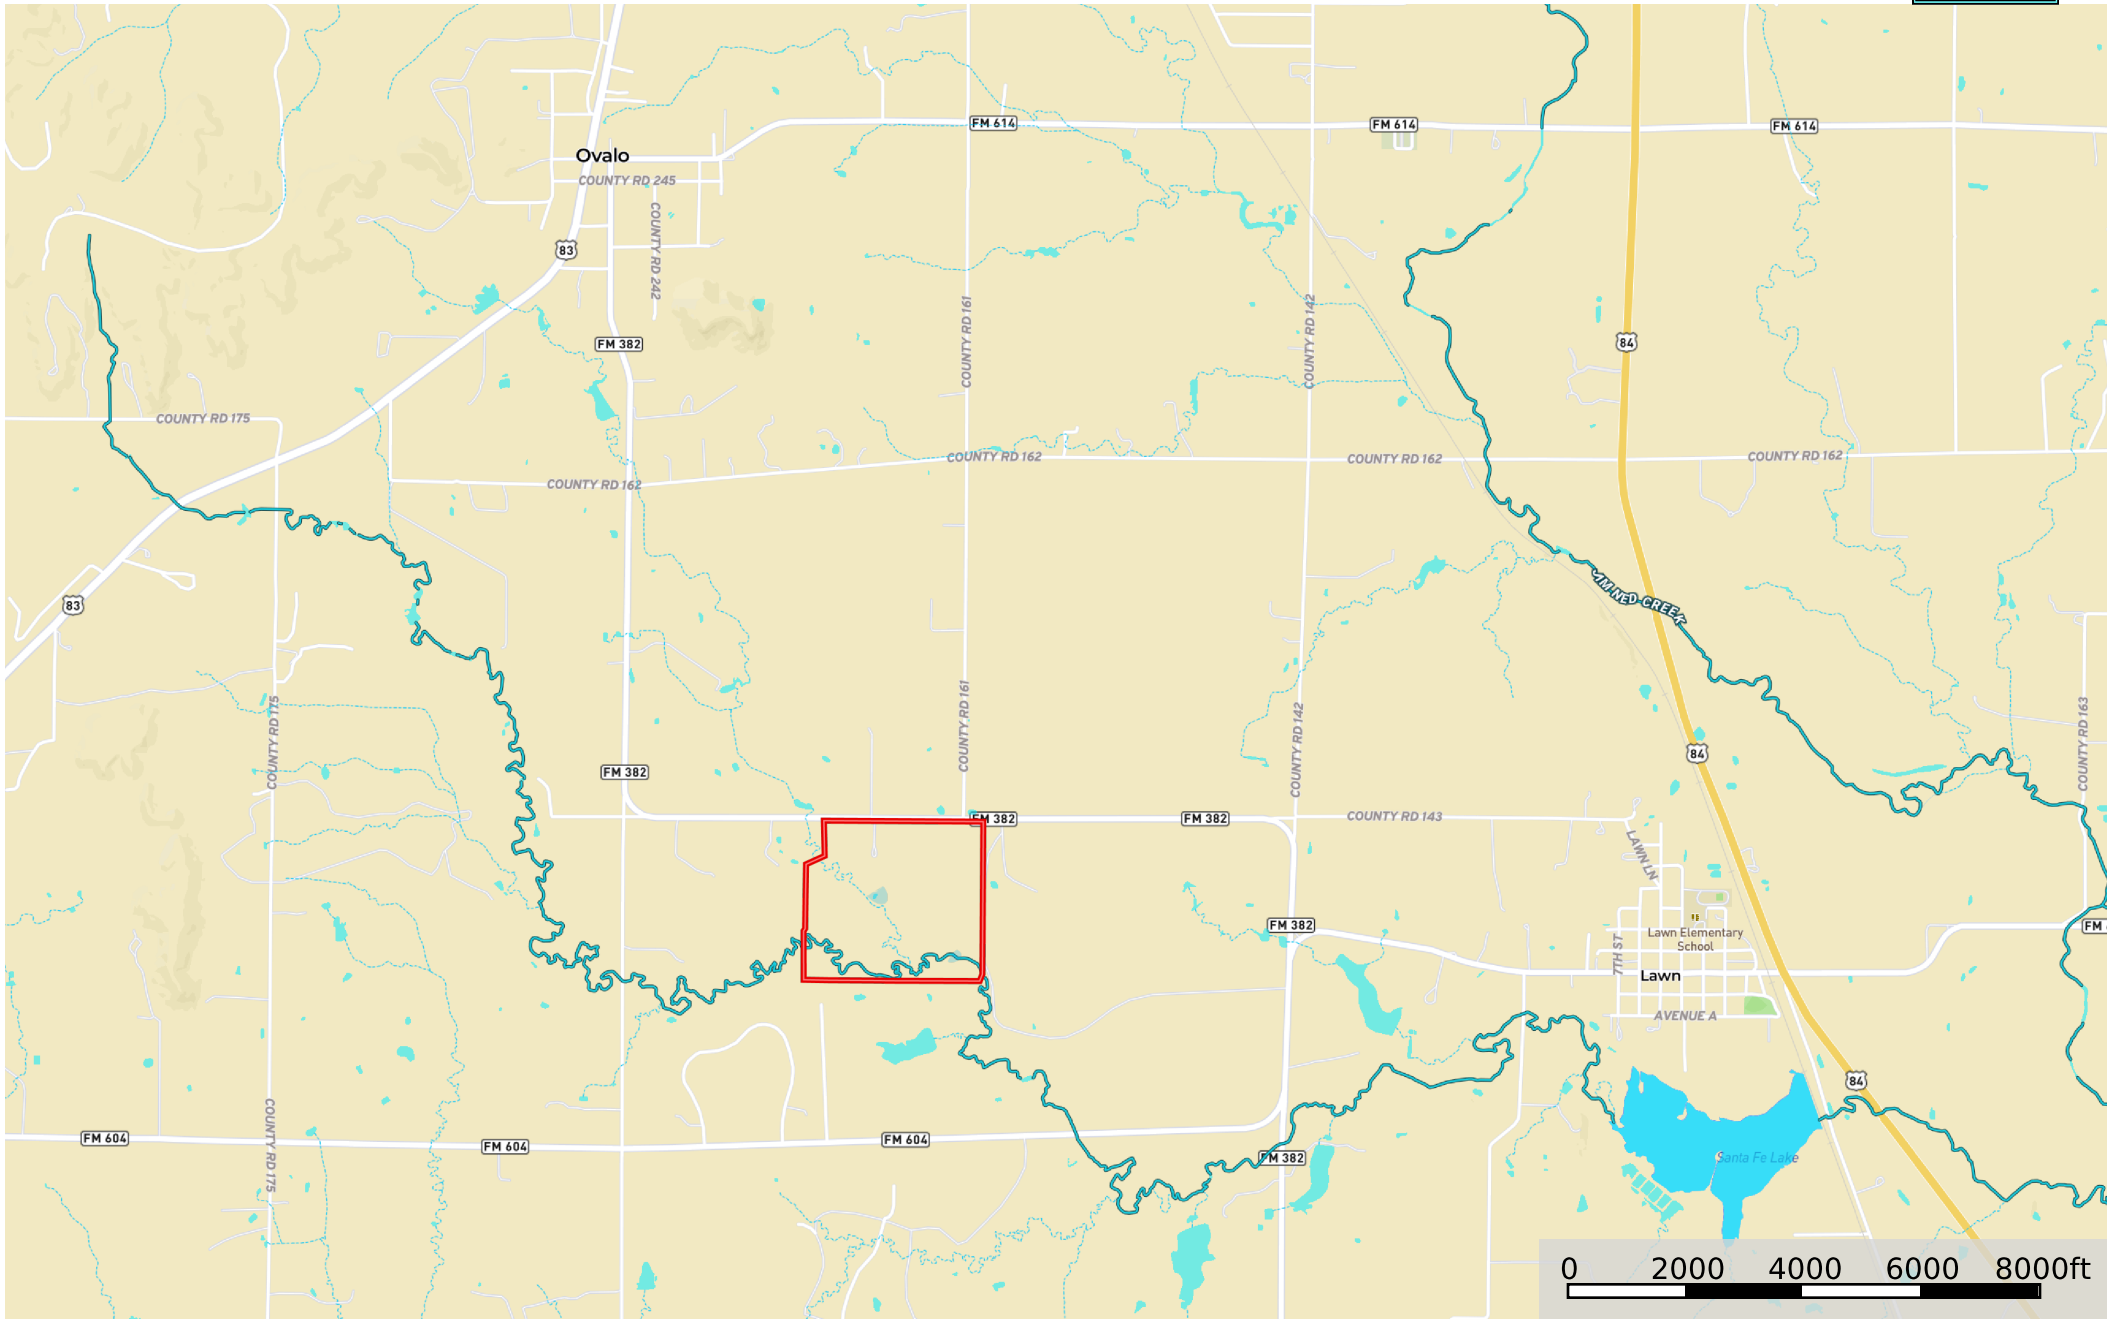 FM 614
FM 614
FM 614
Ovalo
COUNTY RD 245
COUNTY RD 242
83
FM 382
COUNTY RD 161
COUNTY RD 142
84
COUNTY RD 175
COUNTY RD 162
COUNTY RD 162
COUNTY RD 162
COUNTY RD 162
83
JIM NED CREEK
COUNTY RD 175
COUNTY RD 161
COUNTY RD 142
COUNTY RD 163
84
FM 382
FM 382
FM 382
COUNTY RD 143
LAWN LN
FM 382
FM
Lawn Elementary
School
7TH ST
Lawn
AVENUE A
84
COUNTY RD 175
FM 604
FM 604
FM 604
FM 382
Santa Fe Lake
0 2000 4000 6000 8000ft